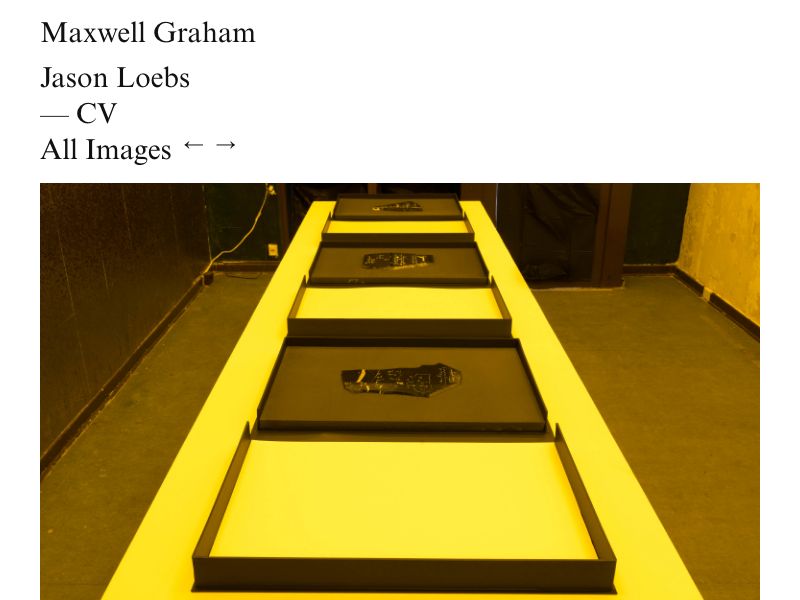 Maxwell Graham
Jason Loebs
— CV
All Images ← →